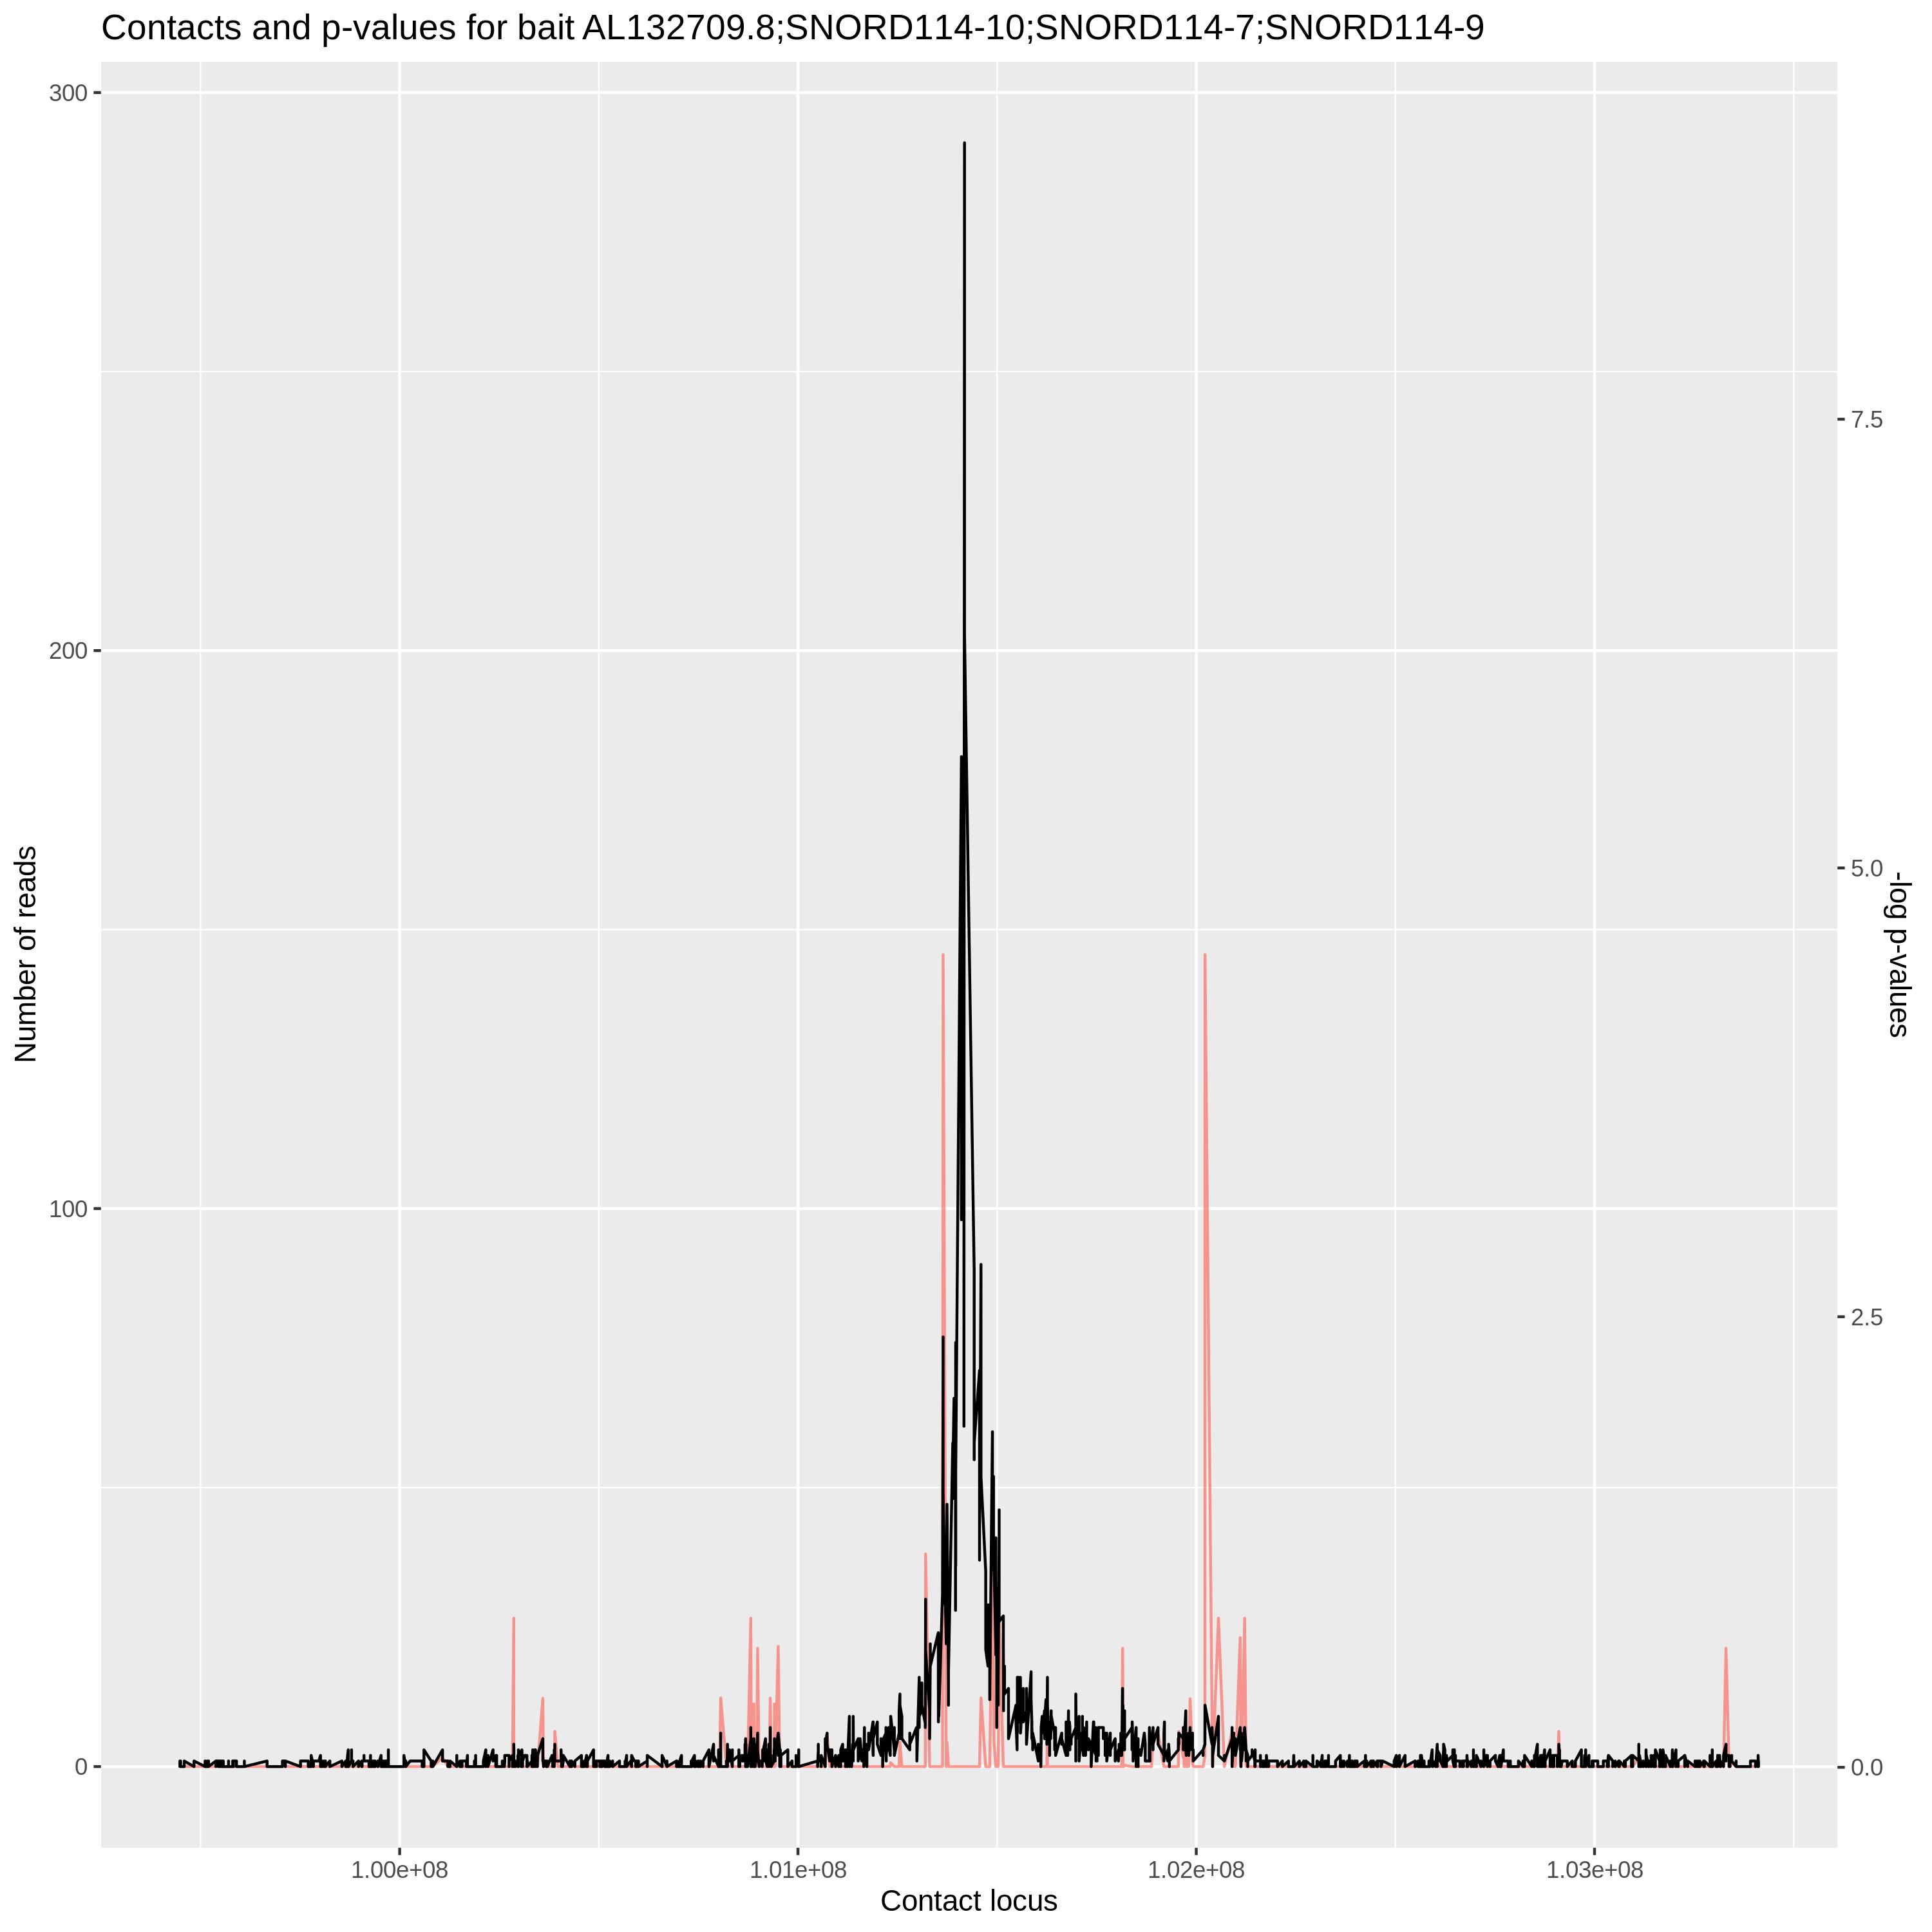 Contacts and p-values for bait AL132709.8;SNORD114-10;SNORD114-7;SNORD114-9
300
200
100
0
Number of reads
7.5
5.0
2.5
0.0
-log p-values
1.00e+08
1.01e+08
1.02e+08
1.03e+08
Contact locus